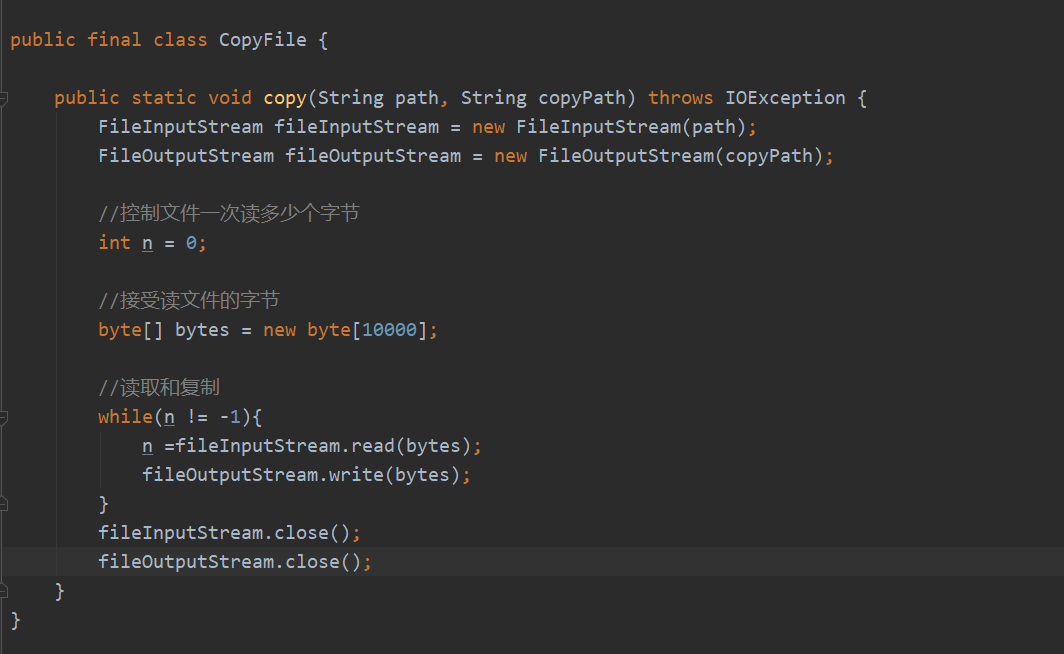 public final class CopyFile {
public static void copy(String path, String copyPath) throws IOException {
FileInputStream fileInputStream = new FileInputStream(path);
FileOutputStream fileOutputStream = new FileOutputStream(copyPath);
//控制文件一次读多少个字节
int n = 0;
//接受读文件的字节
byte[] bytes = new byte[10000];
//读取和复制
while(n != -1){
n =fileInputStream.read(bytes);
fileOutputStream.write(bytes);
}
fileInputStream.close();
fileOutputStream.close();
}
}